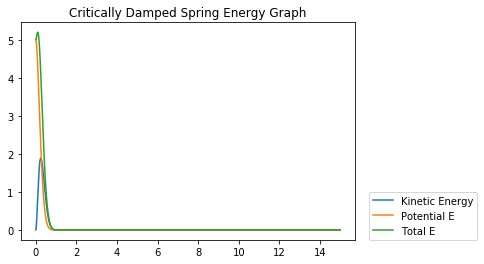 Critically Damped Spring Energy Graph
5
4
3
2
1
0
0 2 4 6 8 10 12 14
Kinetic Energy
Potential E
Total E